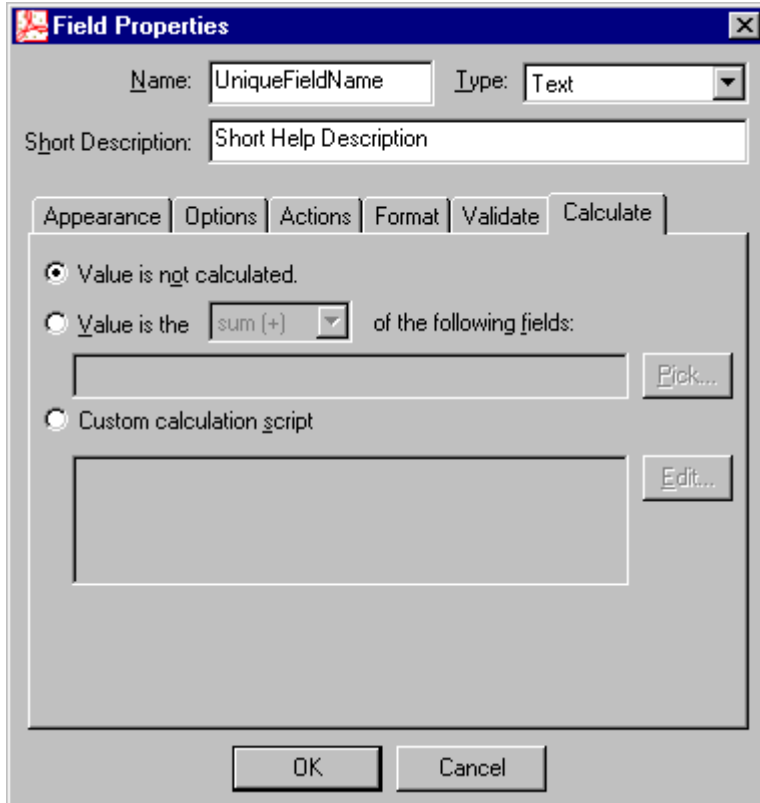 Field Properties
Name: UniqueFieldName Type: Text
Short Description: Short Help Description
Appearance Options Actions Format Validate Calculate
Value is not calculated.
Value is the sum (+) of the following fields:
Pick...
Custom calculation script
Edit...
OK Cancel